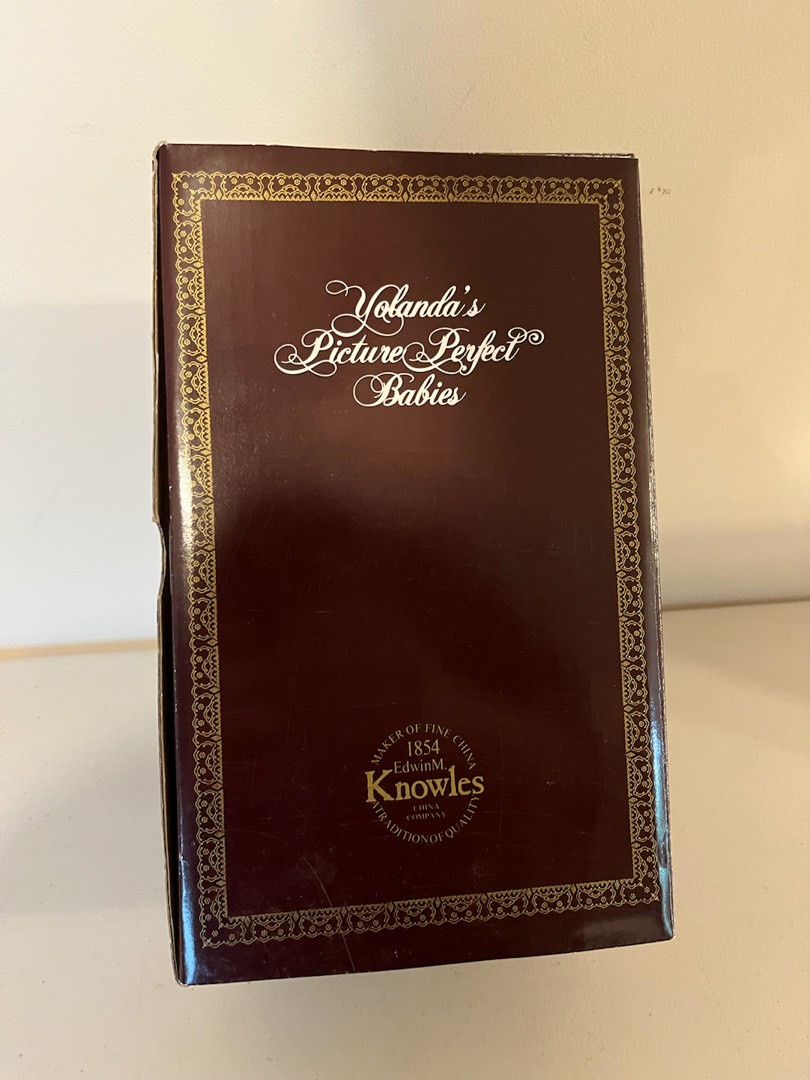 Yolanda's
Picture Perfect
Babies
MAKER OF FINE CHINA
1854
Edwin M.
Knowles
CHINA
COMPANY
A TRADITION OF QUALITY